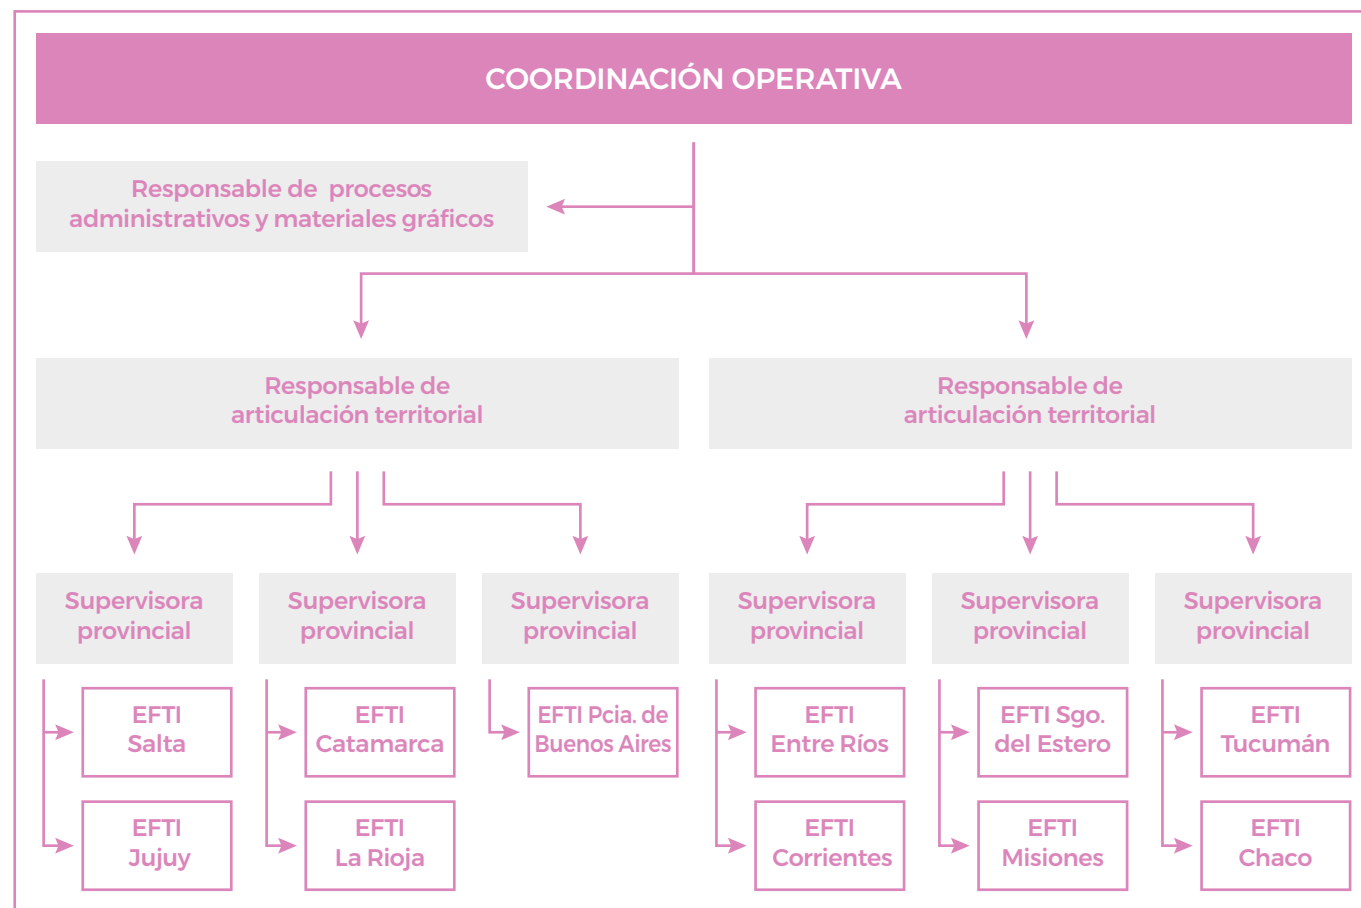 COORDINACIÓN OPERATIVA
Responsable de procesos
administrativos y materiales gráficos
Responsable de
articulación territorial
Responsable de
articulación territorial
Supervisora
provincial
Supervisora
provincial
Supervisora
provincial
Supervisora
provincial
Supervisora
provincial
Supervisora
provincial
EFTI
Salta
EFTI
Catamarca
EFTI Pcia. de
Buenos Aires
EFTI
Entre Ríos
EFTI Sgo.
del Estero
EFTI
Tucumán
EFTI
Jujuy
EFTI
La Rioja
EFTI
Corrientes
EFTI
Misiones
EFTI
Chaco